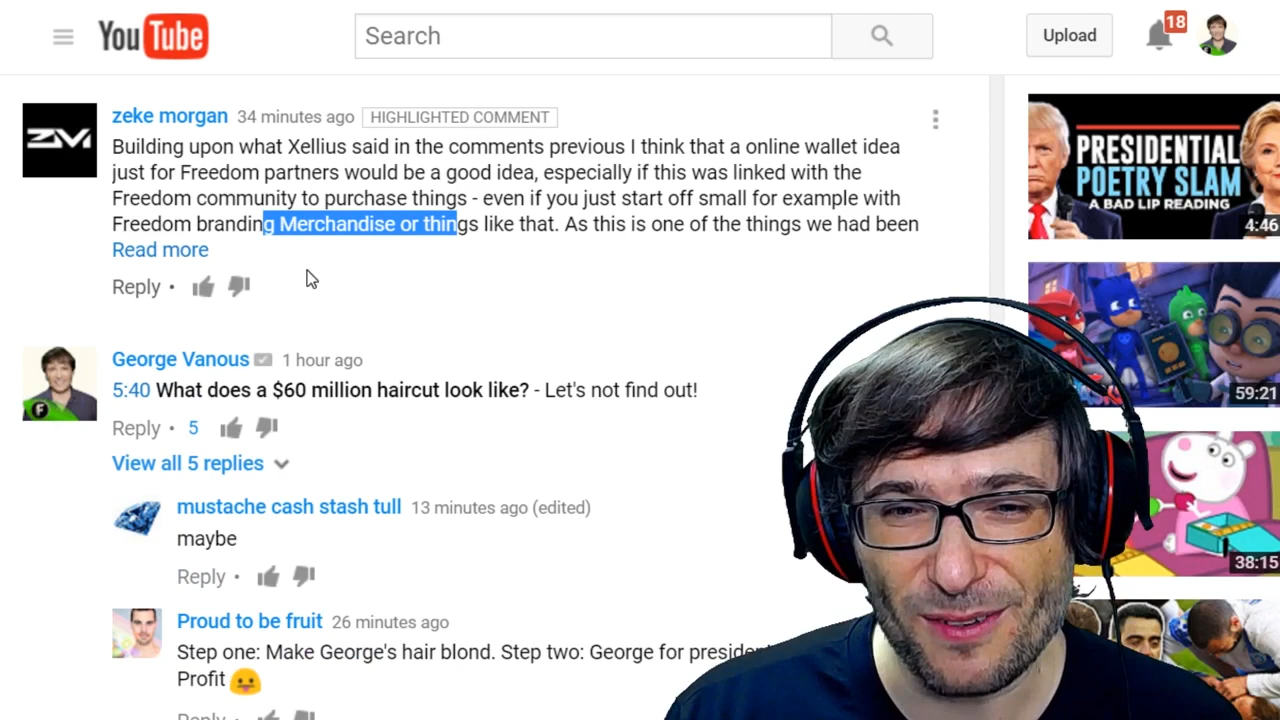 YouTube
Search
Upload
18
ZM
zeke morgan 34 minutes ago HIGHLIGHTED COMMENT
Building upon what Xellius said in the comments previous I think that a online wallet idea
just for Freedom partners would be a good idea, especially if this was linked with the
Freedom community to purchase things - even if you just start off small for example with
Freedom branding Merchandise or things like that. As this is one of the things we had been
Read more
Reply •
George Vanous 1 hour ago
5:40 What does a $60 million haircut look like? - Let's not find out!
Reply • 5
View all 5 replies
mustache cash stash tull 13 minutes ago (edited)
maybe
Reply •
Proud to be fruit 26 minutes ago
Step one: Make George's hair blond. Step two: George for president
Profit
Reply
PRESIDENTIAL
POETRY SLAM
A BAD LIP READING
4:46
59:21
38:15